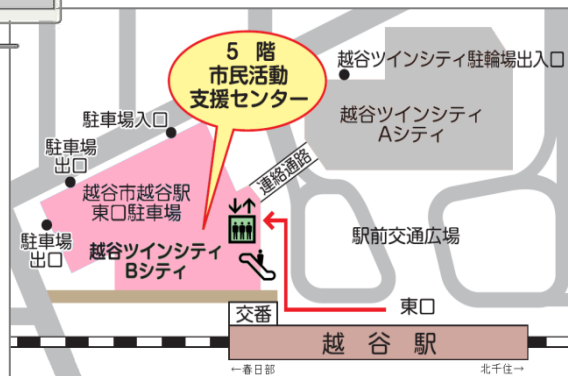 5 階
市民活動
支援センター
越谷ツインシティ駐輪場出入口
越谷ツインシティ
Aシティ
駐車場入口
駐車場
出口
連絡通路
越谷市越谷駅
東口駐車場
駐車場
出口
越谷ツインシティ
Bシティ
駅前交通広場
交番
東口
越谷駅
←春日部
北千住→